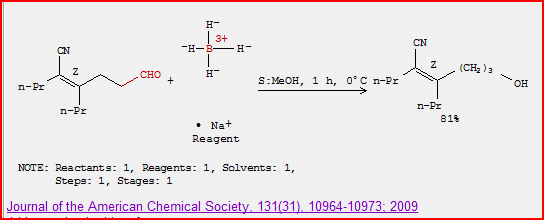 H−
CN
3+
−H
B
H−
CN
Z
CHO
+
H−
Z
(CH2)3
n-Pr
S:MeOH, 1 h, 0°C
n-Pr
OH
n-Pr
n-Pr
81%
• Na+
Reagent
NOTE: Reactants: 1, Reagents: 1, Solvents: 1,
Steps: 1, Stages: 1
Journal of the American Chemical Society, 131(31), 10964-10973; 2009